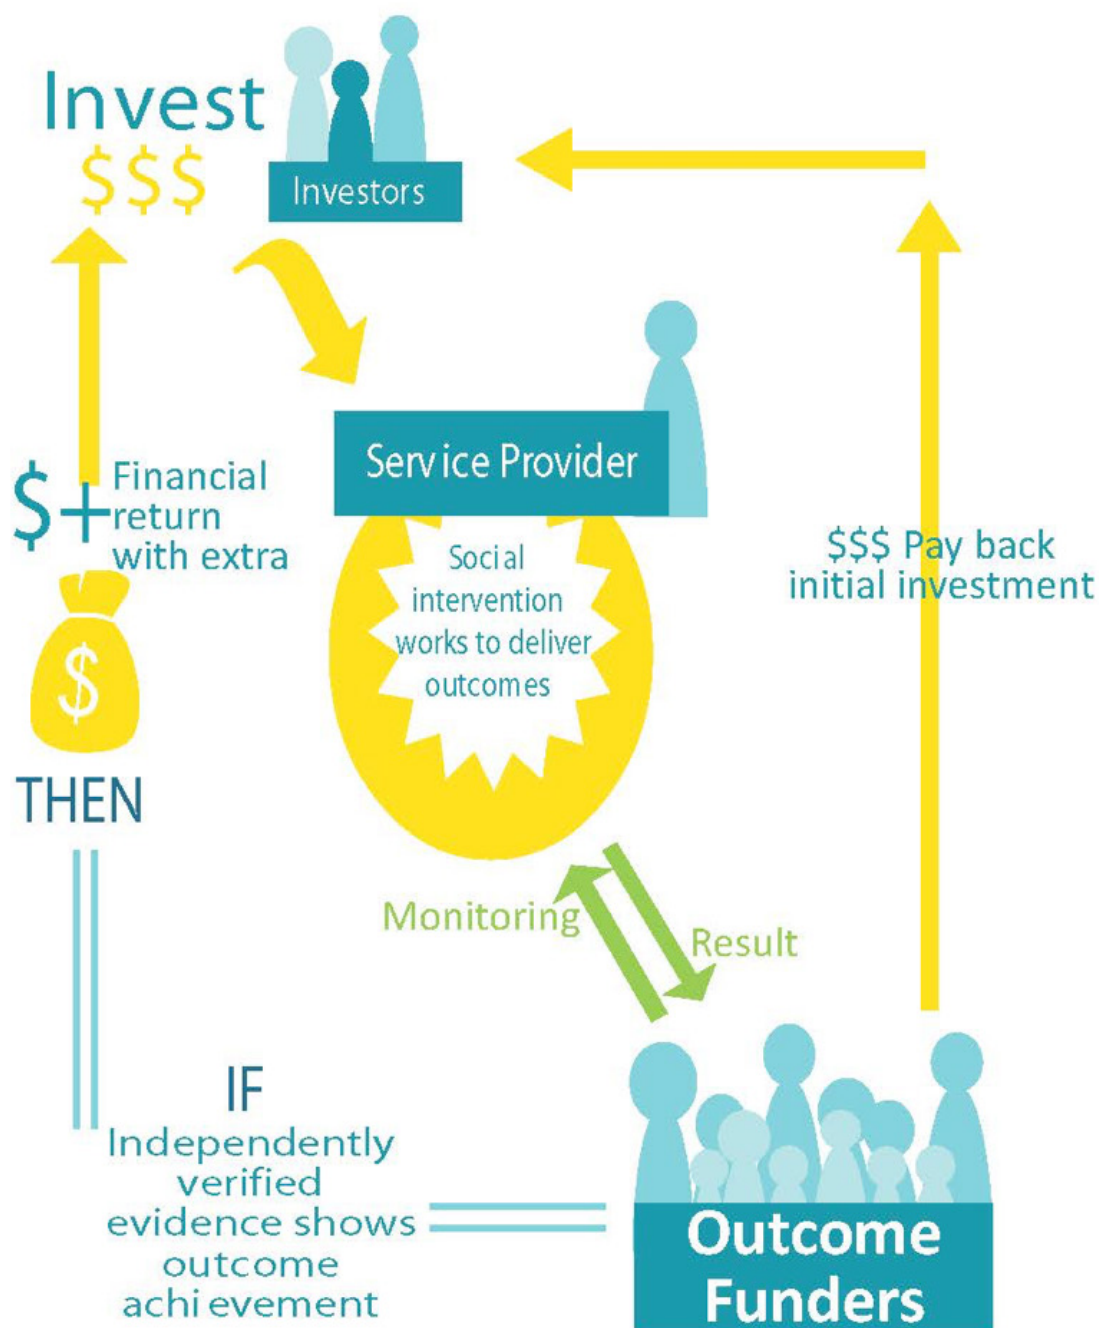 Invest
$$$
Investors
Service Provider
$+
Financial
return
with extra
Social
intervention
works to deliver
outcomes
$$$ Pay back
initial investment
$
THEN
Monitoring
Result
IF
Independently
verified
evidence shows
outcome
achievement
Outcome
Funders